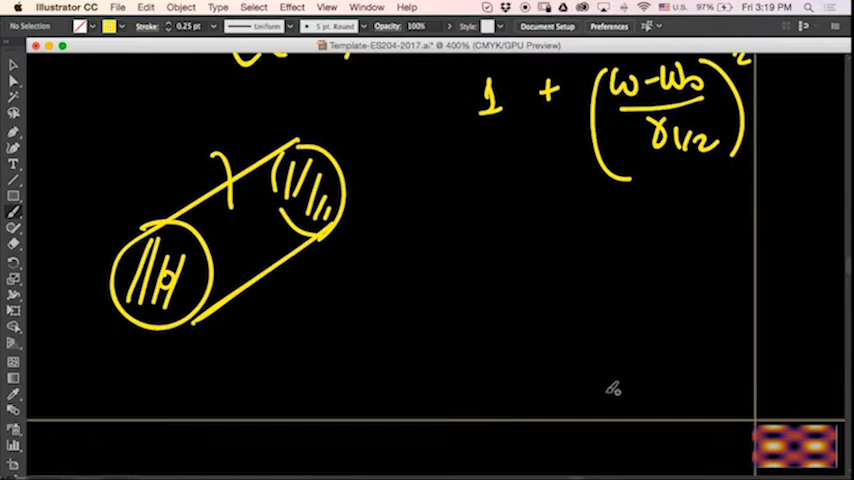 Illustrator CC File Edit Object Type Select Effect View Window Help U.S. 97% Fri 3:19 PM
No Selection Stroke: 0.25 pt Uniform 5 pt. Round Opacity: 100% Style: Document Setup Preferences
Template-ES204-2017.ai* @ 400% (CMYK/GPU Preview)
2
ω-ω₀
1 + ( )
γ1/2